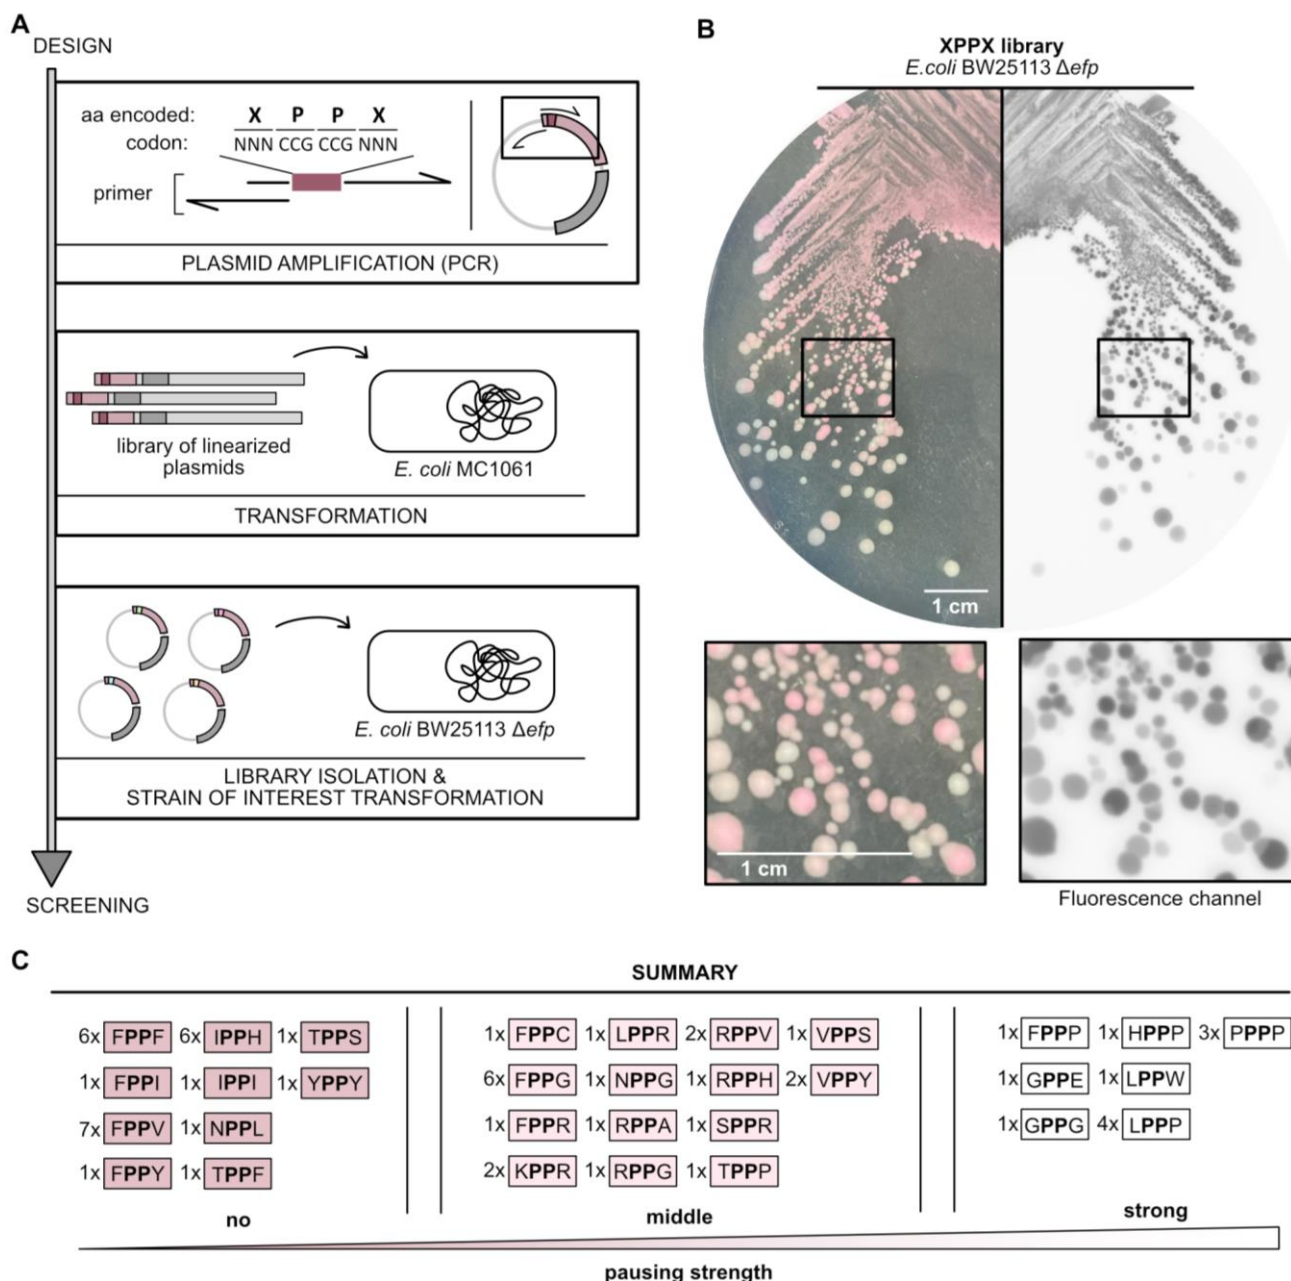 A
DESIGN
aa encoded: X P P X
codon: NNN CCG CCG NNN
primer
PLASMID AMPLIFICATION (PCR)
library of linearized
plasmids
E. coli MC1061
TRANSFORMATION
E. coli BW25113 Δefp
LIBRARY ISOLATION &
STRAIN OF INTEREST TRANSFORMATION
SCREENING
B
XPPX library
E.coli BW25113 Δefp
1 cm
1 cm
Fluorescence channel
C
SUMMARY
6x FPPF 6x IPPH 1x TPPS
1x FPPI 1x IPPI 1x YPPY
7x FPPV 1x NPPL
1x FPPY 1x TPPF
no
1x FPPC 1x LPPR 2x RPPV 1x VPPS
6x FPPG 1x NPPG 1x RPPH 2x VPPY
1x FPPR 1x RPPA 1x SPPR
2x KPPR 1x RPPG 1x TPPP
middle
1x FPPP 1x HPPP 3x PPPP
1x GPPE 1x LPPW
1x GPPG 4x LPPP
strong
pausing strength